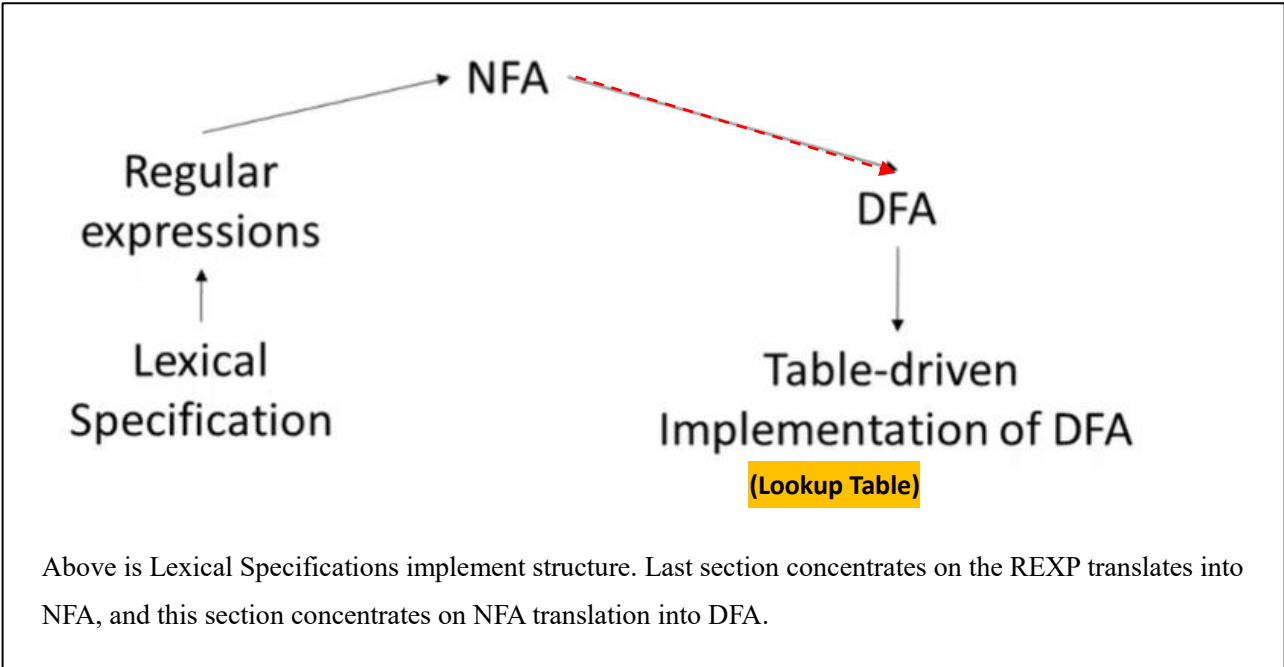 NFA
Regular
expressions
DFA
Lexical
Specification
Table-driven
Implementation of DFA
(Lookup Table)
Above is Lexical Specifications implement structure. Last section concentrates on the REXP translates into
NFA, and this section concentrates on NFA translation into DFA.